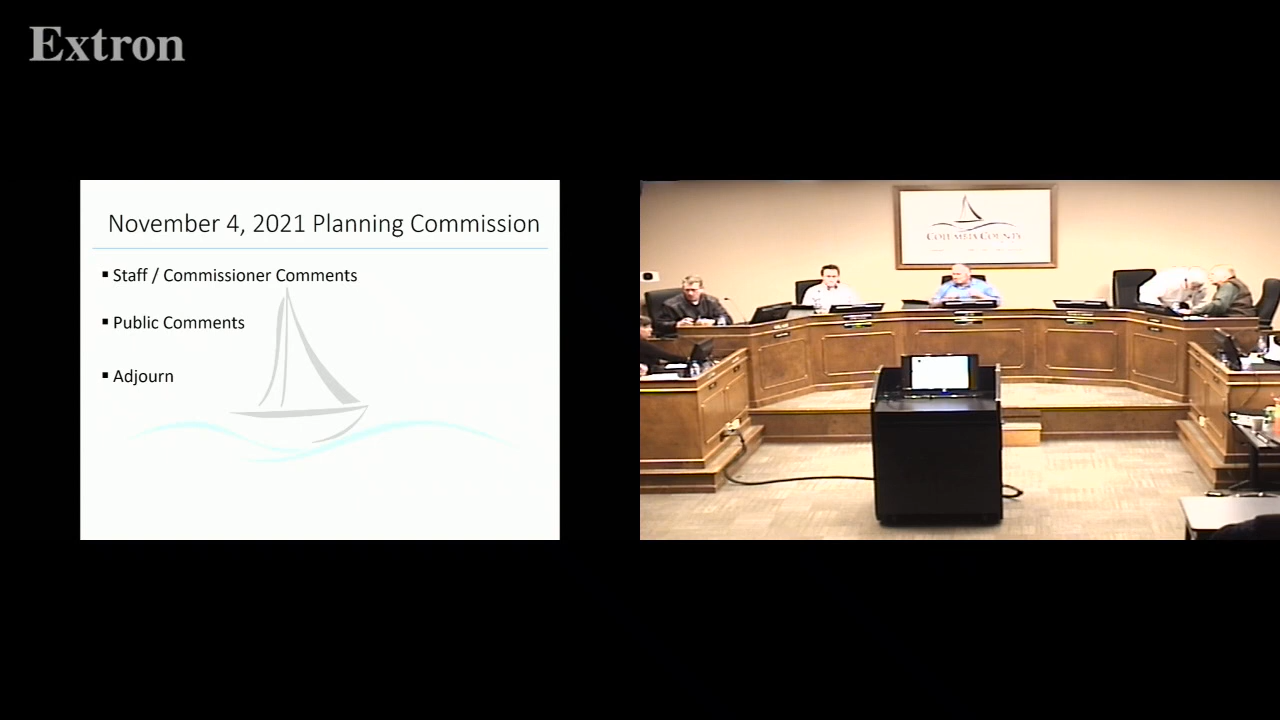 Extron
November 4, 2021 Planning Commission
▪ Staff / Commissioner Comments
▪ Public Comments
▪ Adjourn
COLUMBIA COUNTY